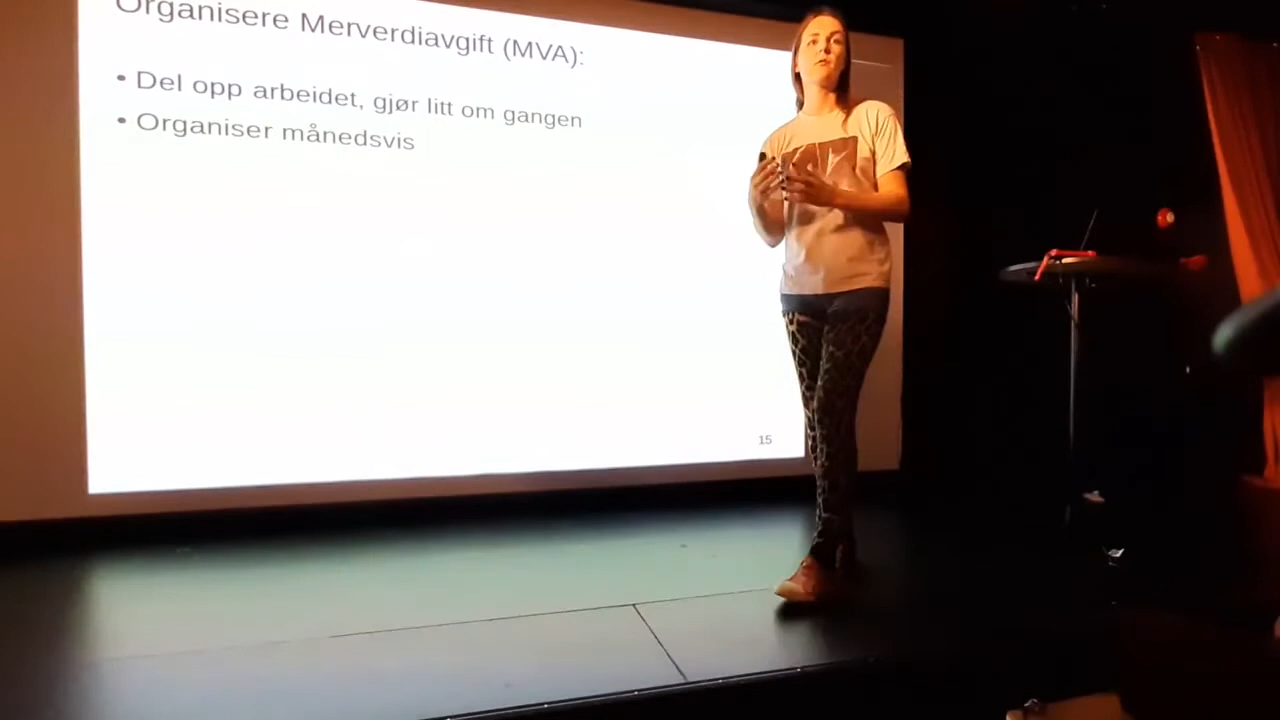 Organisere Merverdiavgift (MVA):
• Del opp arbeidet, gjør litt om gangen
• Organiser månedsvis
15